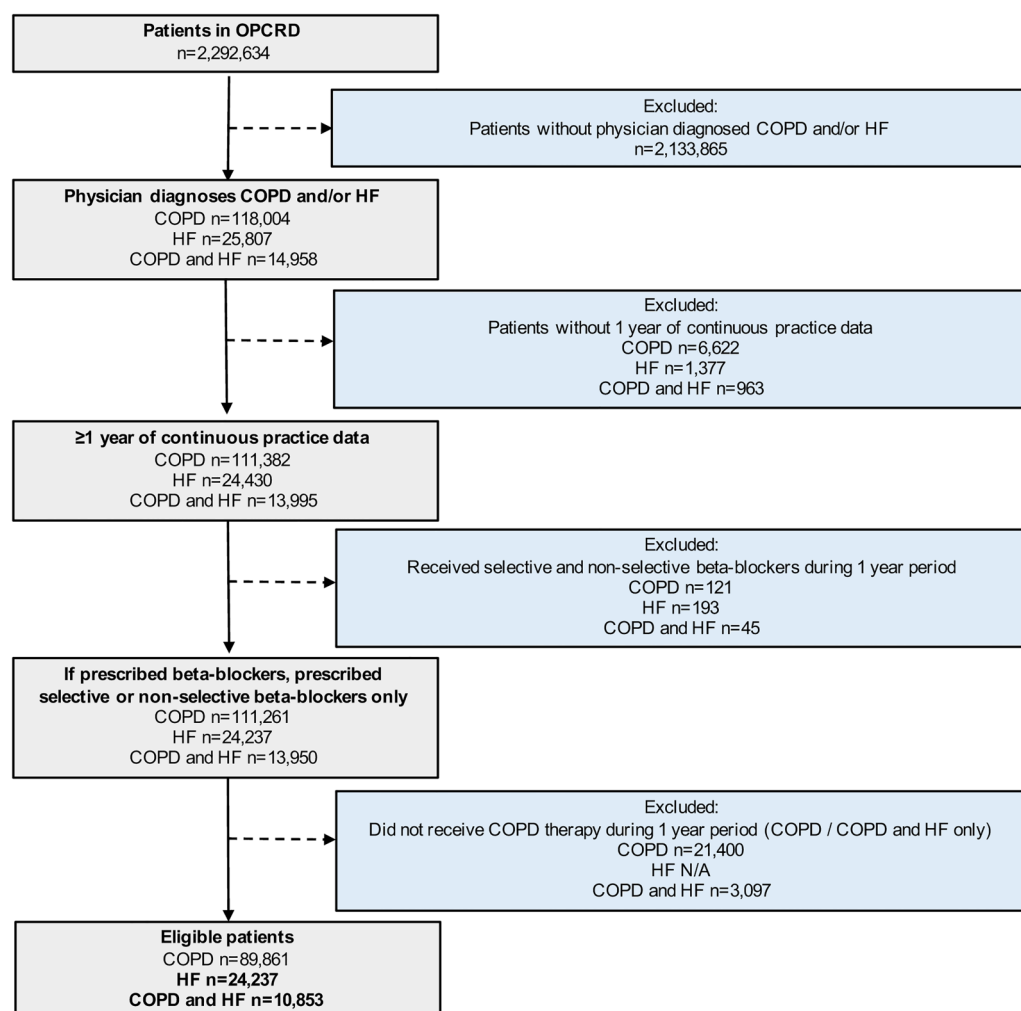 Patients in OPCRD
n=2,292,634
Excluded:
Patients without physician diagnosed COPD and/or HF
n=2,133,865
Physician diagnoses COPD and/or HF
COPD n=118,004
HF n=25,807
COPD and HF n=14,958
Excluded:
Patients without 1 year of continuous practice data
COPD n=6,622
HF n=1,377
COPD and HF n=963
≥1 year of continuous practice data
COPD n=111,382
HF n=24,430
COPD and HF n=13,995
Excluded:
Received selective and non-selective beta-blockers during 1 year period
COPD n=121
HF n=193
COPD and HF n=45
If prescribed beta-blockers, prescribed
selective or non-selective beta-blockers only
COPD n=111,261
HF n=24,237
COPD and HF n=13,950
Excluded:
Did not receive COPD therapy during 1 year period (COPD / COPD and HF only)
COPD n=21,400
HF N/A
COPD and HF n=3,097
Eligible patients
COPD n=89,861
HF n=24,237
COPD and HF n=10,853